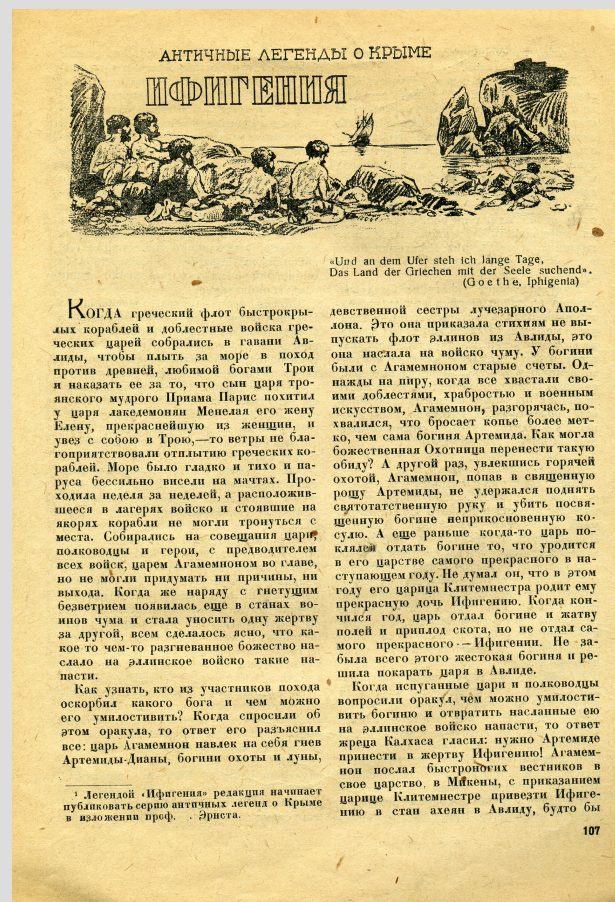 АНТИЧНЫЕ ЛЕГЕНДЫ О КРЫМЕ
ИФИГЕНИЯ
«Und an dem Ufer steh ich lange Tage,
Das Land der Griechen mit der Seele suchend».
(Goethe, Iphigenia)
КОГДА греческий флот быстрокры-
лых кораблей и доблестные войска гре-
ческих царей собрались в гавани Ав-
лиды, чтобы плыть за море в поход
против древней, любимой богами Трои
и наказать ее за то, что сын царя тро-
янского мудрого Приама Парис похитил
у царя лакедемонян Менелая его жену
Елену, прекраснейшую из женщин, и
увез с собою в Трою,—то ветры не бла-
гоприятствовали отплытию греческих ко-
раблей. Море было гладко и тихо и па-
руса бессильно висели на мачтах. Про-
ходила неделя за неделей, а расположив-
шееся в лагерях войско и стоявшие на
якорях корабли не могли тронуться с
места. Собирались на совещания цари,
полководцы и герои, с предводителем
всех войск, царем Агамемноном во главе,
но не могли придумать ни причины, ни
выхода. Когда же наряду с гнетущим
безветрием появилась еще в станах во-
инов чума и стала уносить одну жертву
за другой, всем сделалось ясно, что ка-
кое то чем-то разгневанное божество на-
слало на эллинское войско такие на-
пасти.
Как узнать, кто из участников похода
оскорбил какого бога и чем можно
его умилостивить? Когда спросили об
этом оракула, то ответ его разъяснил
все: царь Агамемнон навлек на себя гнев
Артемиды-Дианы, богини охоты и луны,
¹ Легендой «Ифигения» редакция начинает
публиковать серию античных легенд о Крыме
в изложении проф. . Эрнста.
девственной сестры лучезарного Апол-
лона. Это она приказала стихиям не вы-
пускать флот эллинов из Авлиды, это
она наслала на войско чуму. У богини
были с Агамемноном старые счеты. Од-
нажды на пиру, когда все хвастали сво-
ими доблестями, храбростью и военным
искусством, Агамемнон, разгорячась, по-
хвалился, что бросает копье более мет-
ко, чем сама богиня Артемида. Как могла
божественная Охотница перенести такую
обиду? А другой раз, увлекшись горячей
охотой, Агамемнон, попав в священную
рощу Артемиды, не удержался поднять
святотатственную руку и убить посвя-
щенную богине неприкосновенную ко-
сулю. А еще раньше когда-то царь по-
клялся отдать богине то, что уродится
в его царстве самого прекрасного в на-
ступающем году. Не думал он, что в этом
году его царица Клитемнестра родит ему
прекрасную дочь Ифигению. Когда кон-
чился год, царь отдал богине и жатву
полей и приплод скота, но не отдал са-
мого прекрасного — Ифигении. Не за-
была всего этого жестокая богиня и ре-
шила покарать царя в Авлиде.
Когда испуганные цари и полководцы
вопросили оракул, чем можно умилости-
вить богиню и отвратить насланные ею
на эллинское войско напасти, то ответ
жреца Калхаса гласил: нужно Артемиде
принести в жертву Ифигению! Агамем-
нон послал быстроногих вестников в
свое царство, в Микены, с приказанием
царице Клитемнестре привезти Ифиге-
нию в стан ахеян в Авлиду, будто бы
107